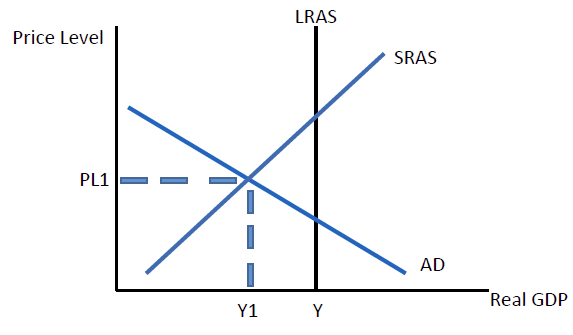 LRAS
Price Level
SRAS
PL1
AD
Real GDP
Y1
Y